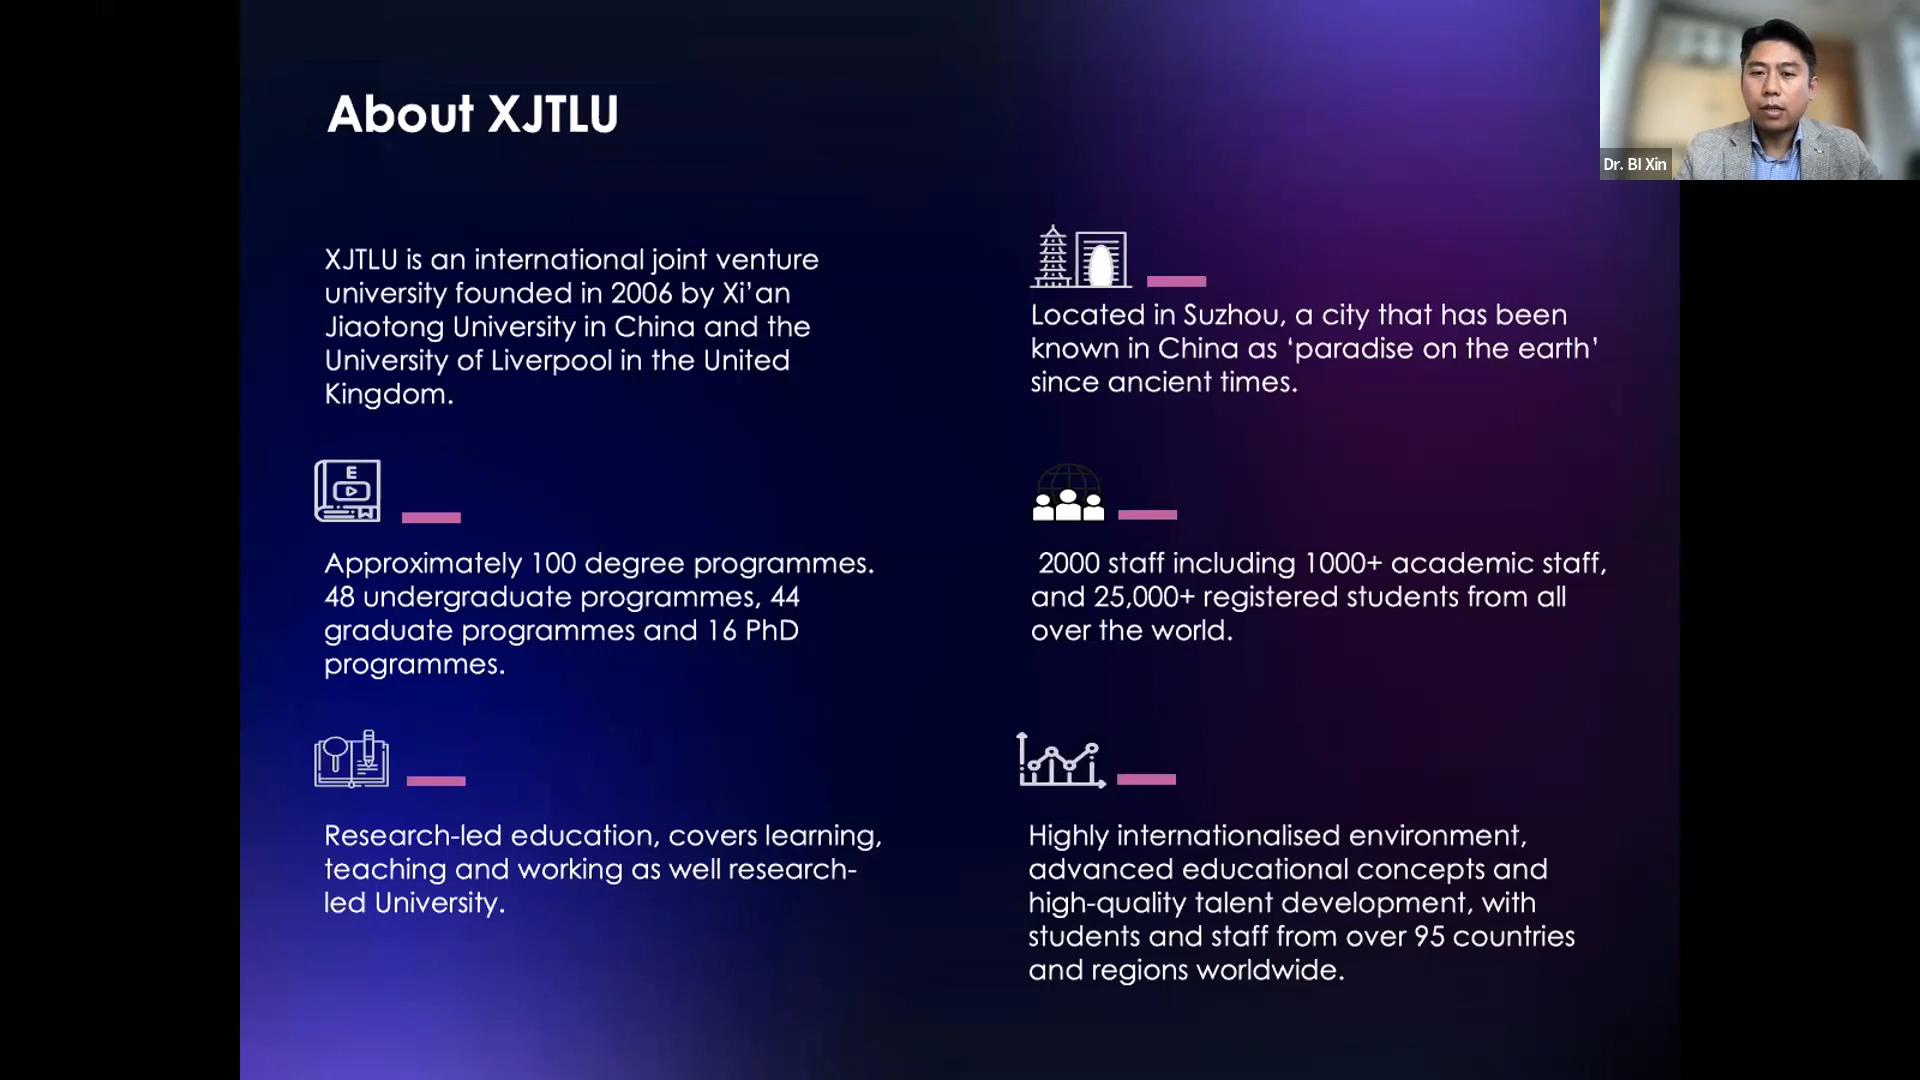 About XJTLU
Dr. BI Xin
XJTLU is an international joint venture
university founded in 2006 by Xi’an
Jiaotong University in China and the
University of Liverpool in the United
Kingdom.
Located in Suzhou, a city that has been
known in China as ‘paradise on the earth’
since ancient times.
E
Approximately 100 degree programmes.
48 undergraduate programmes, 44
graduate programmes and 16 PhD
programmes.
2000 staff including 1000+ academic staff,
and 25,000+ registered students from all
over the world.
Research-led education, covers learning,
teaching and working as well research-
led University.
Highly internationalised environment,
advanced educational concepts and
high-quality talent development, with
students and staff from over 95 countries
and regions worldwide.